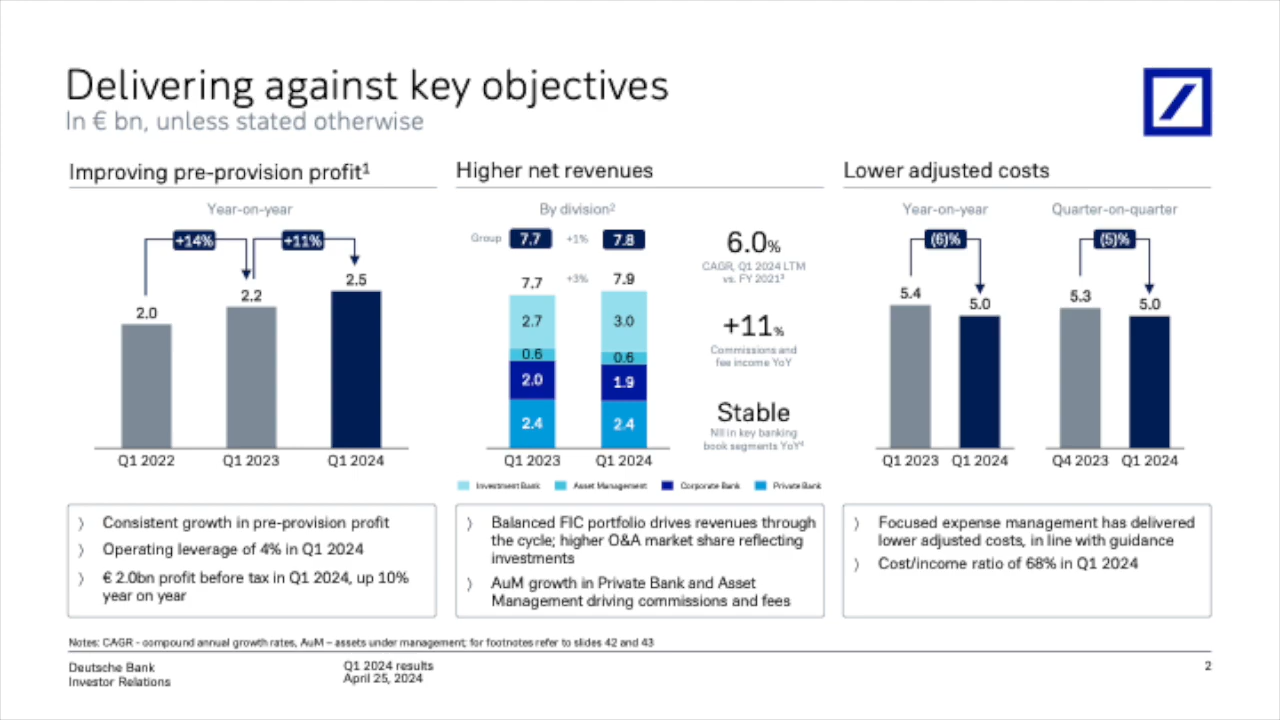 Delivering against key objectives
In € bn, unless stated otherwise
Improving pre-provision profit¹
Year-on-year
+14%
+11%
2.0
2.2
2.5
Q1 2022
Q1 2023
Q1 2024
〉 Consistent growth in pre-provision profit
〉 Operating leverage of 4% in Q1 2024
〉 € 2.0bn profit before tax in Q1 2024, up 10%
year on year
Higher net revenues
By division²
Group 7.7 +1% 7.8
7.7 +3% 7.9
2.7 3.0
0.6 0.6
2.0 1.9
2.4 2.4
Q1 2023 Q1 2024
Investment Bank Asset Management Corporate Bank Private Bank
6.0%
CAGR, Q1 2024 LTM
vs. FY 2021³
+11%
Commissions and
fee income YoY
Stable
NII in key banking
book segments YoY⁴
〉 Balanced FIC portfolio drives revenues through
the cycle; higher O&A market share reflecting
investments
〉 AuM growth in Private Bank and Asset
Management driving commissions and fees
Lower adjusted costs
Year-on-year
(6)%
5.4 5.0
Q1 2023 Q1 2024
Quarter-on-quarter
(5)%
5.3 5.0
Q4 2023 Q1 2024
〉 Focused expense management has delivered
lower adjusted costs, in line with guidance
〉 Cost/income ratio of 68% in Q1 2024
Notes: CAGR - compound annual growth rates, AuM – assets under management; for footnotes refer to slides 42 and 43
Deutsche Bank
Investor Relations
Q1 2024 results
April 25, 2024
2